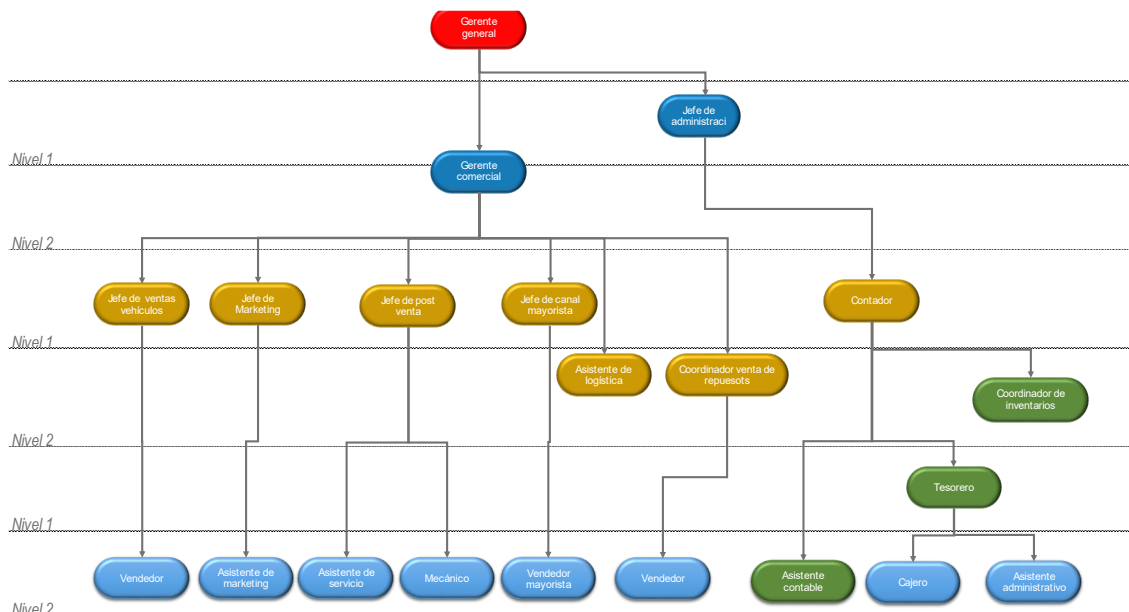 Gerente
general
Jefe de
administraci
Nivel 1
Gerente
comercial
Nivel 2
Jefe de ventas
vehículos
Jefe de
Marketing
Jefe de post
venta
Jefe de canal
mayorista
Contador
Nivel 1
Asistente de
logística
Coordinador venta de
repuesots
Coordinador de
inventarios
Nivel 2
Tesorero
Nivel 1
Vendedor
Asistente de
marketing
Asistente de
servicio
Mecánico
Vendedor
mayorista
Vendedor
Asistente
contable
Cajero
Asistente
administrativo
Nivel 2